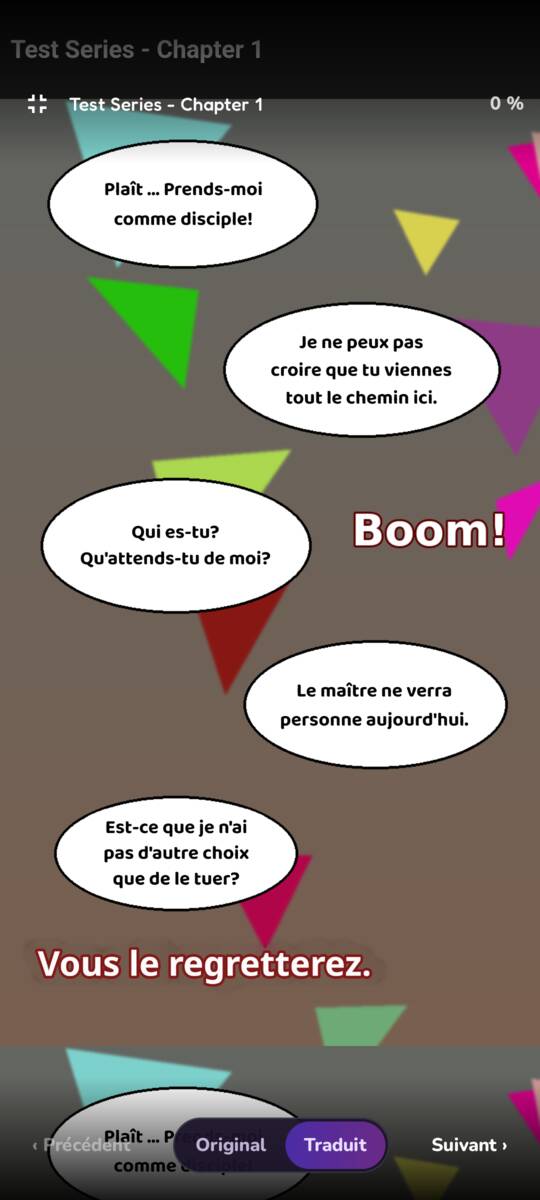 Test Series - Chapter 1
Test Series - Chapter 1
0 %
Plaît ... Prends-moi
comme disciple!
Je ne peux pas
croire que tu viennes
tout le chemin ici.
Qui es-tu?
Qu'attends-tu de moi?
Boom!
Le maître ne verra
personne aujourd'hui.
Est-ce que je n'ai
pas d'autre choix
que de le tuer?
Vous le regretterez.
Plaît ...
comme
‹ Précédent
Original
Traduit
Suivant ›